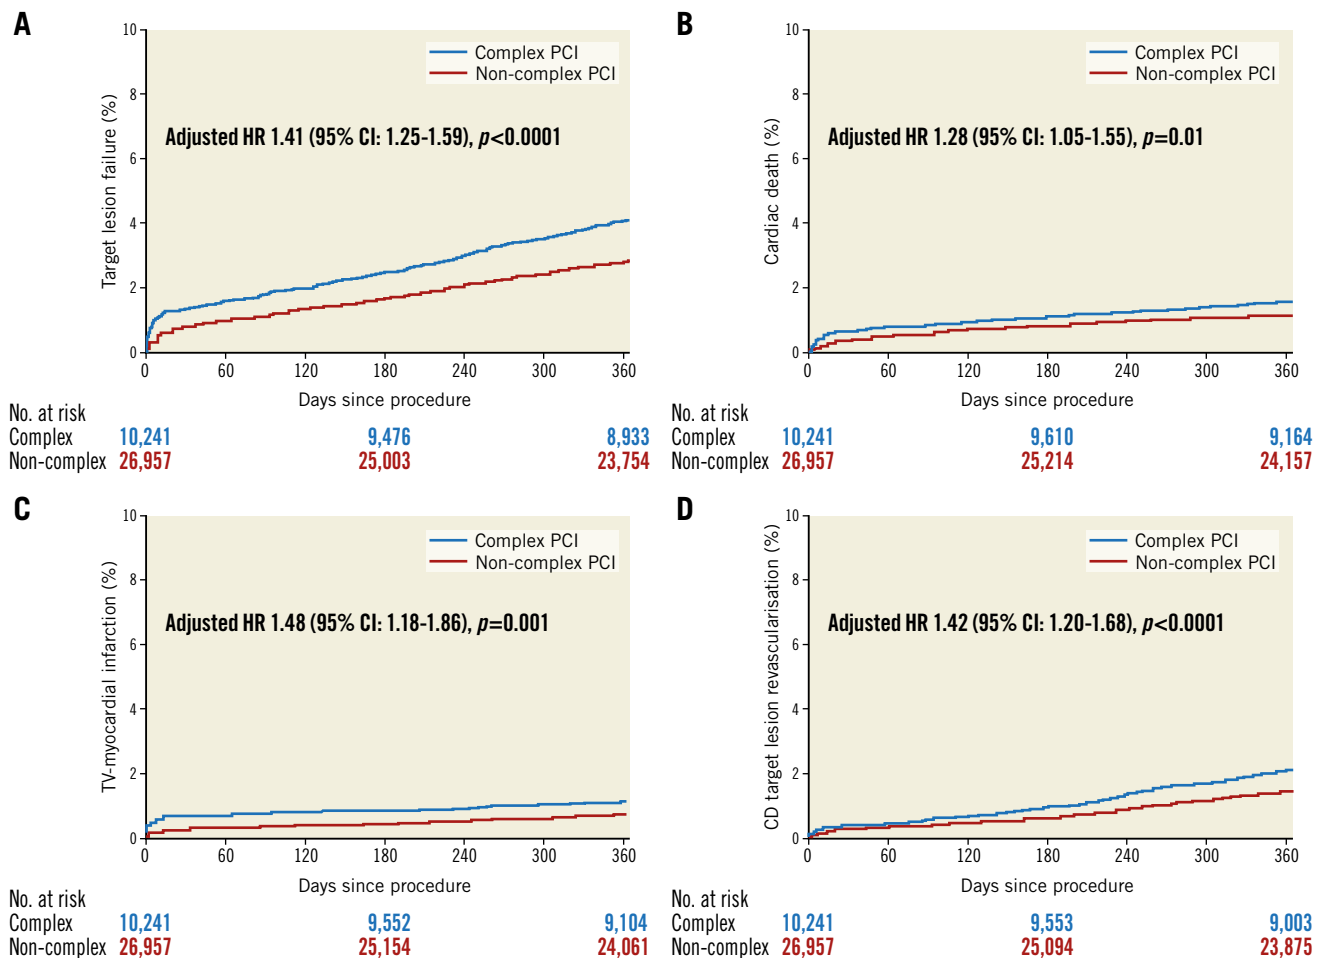 A
10
8
6
4
2
0
Target lesion failure (%)
Complex PCI
Non-complex PCI
Adjusted HR 1.41 (95% CI: 1.25-1.59), p<0.0001
0 60 120 180 240 300 360
Days since procedure
No. at risk
Complex 10,241 9,476 8,933
Non-complex 26,957 25,003 23,754
B
10
8
6
4
2
0
Cardiac death (%)
Complex PCI
Non-complex PCI
Adjusted HR 1.28 (95% CI: 1.05-1.55), p=0.01
0 60 120 180 240 300 360
Days since procedure
No. at risk
Complex 10,241 9,610 9,164
Non-complex 26,957 25,214 24,157
C
10
8
6
4
2
0
TV-myocardial infarction (%)
Complex PCI
Non-complex PCI
Adjusted HR 1.48 (95% CI: 1.18-1.86), p=0.001
0 60 120 180 240 300 360
Days since procedure
No. at risk
Complex 10,241 9,552 9,104
Non-complex 26,957 25,154 24,061
D
10
8
6
4
2
0
CD target lesion revascularisation (%)
Complex PCI
Non-complex PCI
Adjusted HR 1.42 (95% CI: 1.20-1.68), p<0.0001
0 60 120 180 240 300 360
Days since procedure
No. at risk
Complex 10,241 9,553 9,003
Non-complex 26,957 25,094 23,875